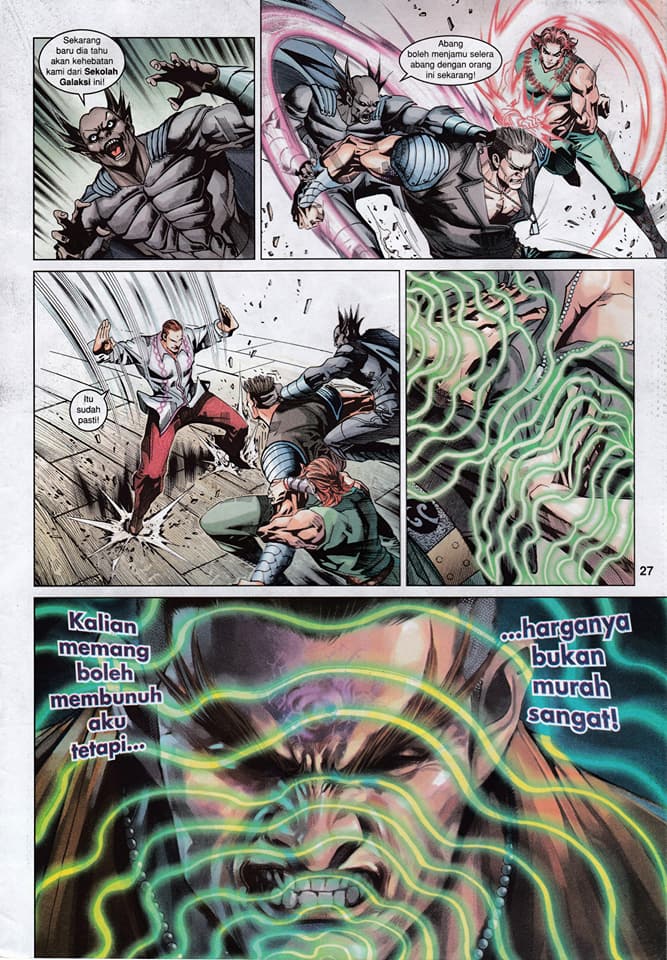 Sekarang
baru dia tahu
akan kehebatan
kami dari Sekolah
Galaksi ini!
Abang
boleh menjamu selera
abang dengan orang
ini sekarang!
Itu
sudah
pasti!
27
Kalian
memang
boleh
membunuh
aku
tetapi...
...harganya
bukan
murah
sangat!